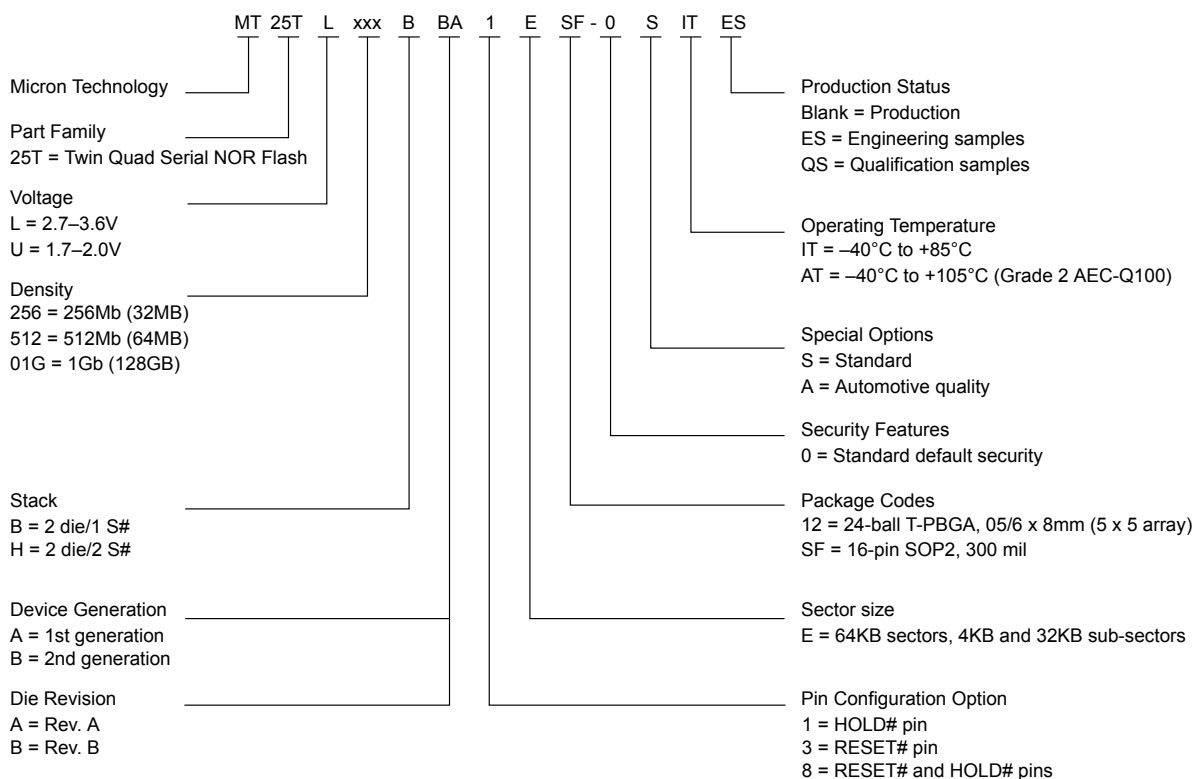 MT 25T L xxx B BA 1 E SF - 0 S IT ES
Micron Technology
Part Family
25T = Twin Quad Serial NOR Flash
Voltage
L = 2.7–3.6V
U = 1.7–2.0V
Density
256 = 256Mb (32MB)
512 = 512Mb (64MB)
01G = 1Gb (128GB)
Stack
B = 2 die/1 S#
H = 2 die/2 S#
Device Generation
A = 1st generation
B = 2nd generation
Die Revision
A = Rev. A
B = Rev. B
Production Status
Blank = Production
ES = Engineering samples
QS = Qualification samples
Operating Temperature
IT = –40°C to +85°C
AT = –40°C to +105°C (Grade 2 AEC-Q100)
Special Options
S = Standard
A = Automotive quality
Security Features
0 = Standard default security
Package Codes
12 = 24-ball T-PBGA, 05/6 x 8mm (5 x 5 array)
SF = 16-pin SOP2, 300 mil
Sector size
E = 64KB sectors, 4KB and 32KB sub-sectors
Pin Configuration Option
1 = HOLD# pin
3 = RESET# pin
8 = RESET# and HOLD# pins